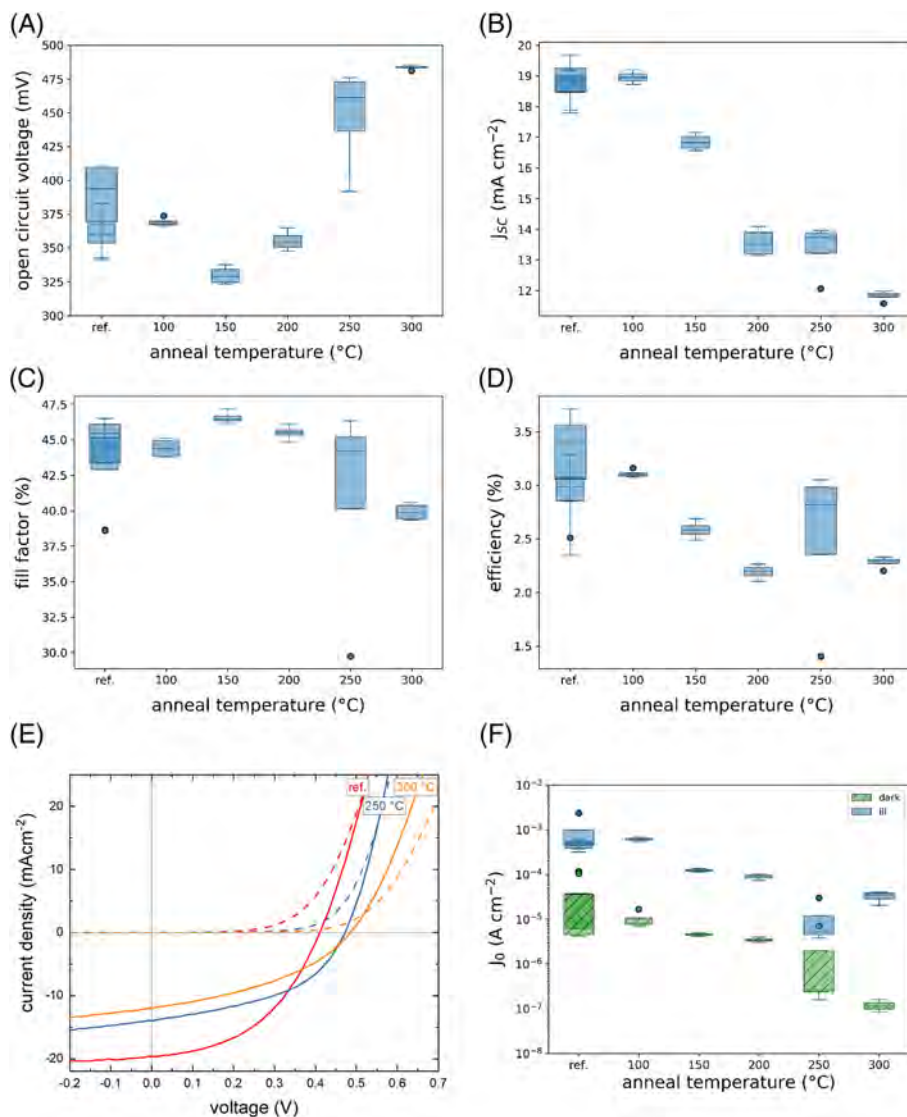 (A)
500
475
450
425
400
375
350
325
300
open circuit voltage (mV)
ref. 100 150 200 250 300
anneal temperature (°C)
(B)
20
19
18
17
16
15
14
13
12
J_SC (mA cm⁻²)
ref. 100 150 200 250 300
anneal temperature (°C)
(C)
47.5
45.0
42.5
40.0
37.5
35.0
32.5
30.0
fill factor (%)
ref. 100 150 200 250 300
anneal temperature (°C)
(D)
3.5
3.0
2.5
2.0
1.5
efficiency (%)
ref. 100 150 200 250 300
anneal temperature (°C)
(E)
20
10
0
-10
-20
current density (mAcm⁻²)
ref. 300 °C
250 °C
-0.2 -0.1 0.0 0.1 0.2 0.3 0.4 0.5 0.6 0.7
voltage (V)
(F)
10⁻²
10⁻³
10⁻⁴
10⁻⁵
10⁻⁶
10⁻⁷
10⁻⁸
J₀ (A cm⁻²)
dark
ill
ref. 100 150 200 250 300
anneal temperature (°C)